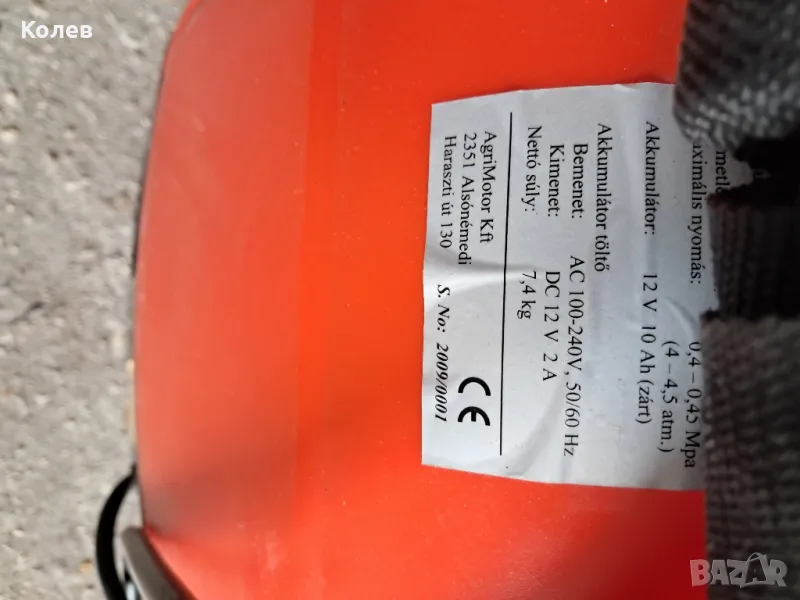 Колев
nyomás: 0,4 – 0,45 Mpa
(4 – 4,5 atm.)
Akkumulátor: 12 V 10 Ah (zárt)
Akkumulátor töltő
Bemenet: AC 100-240V, 50/60 Hz
Kimenet: DC 12 V 2 A
Nettó súly: 7,4 kg
AgriMotor Kft
2351 Alsónémedi
Haraszti út 130
S. No: 2009/0001
CE
BAZAR